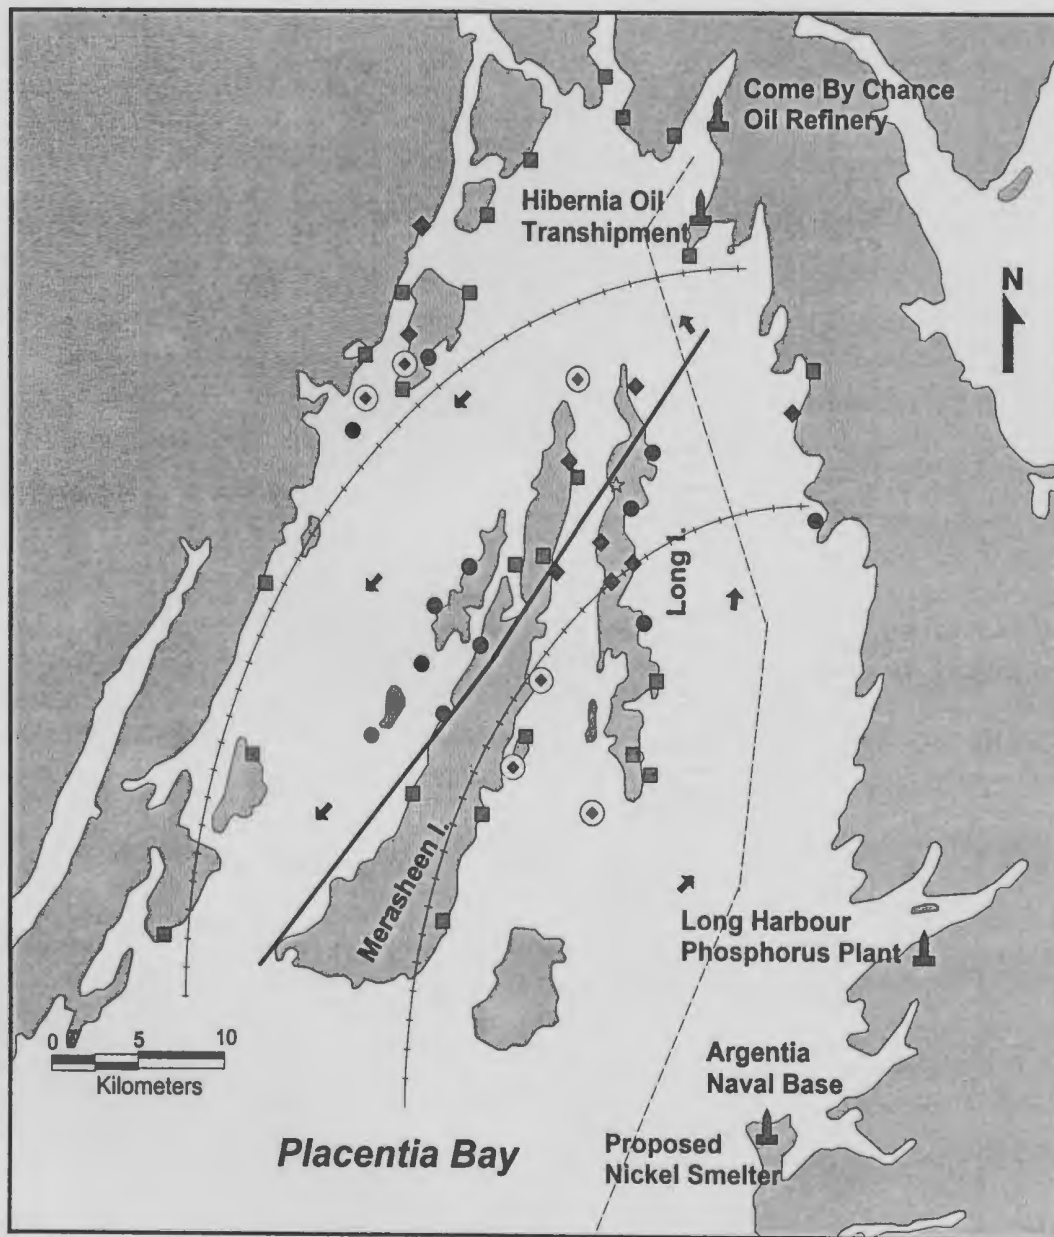 Come By Chance
Oil Refinery
Hibernia Oil
Transhipment
N
Long I.
Merasheen I.
Long Harbour
Phosphorus Plant
0 5 10
Kilometers
Argentia
Naval Base
Placentia Bay
Proposed
Nickel Smelter